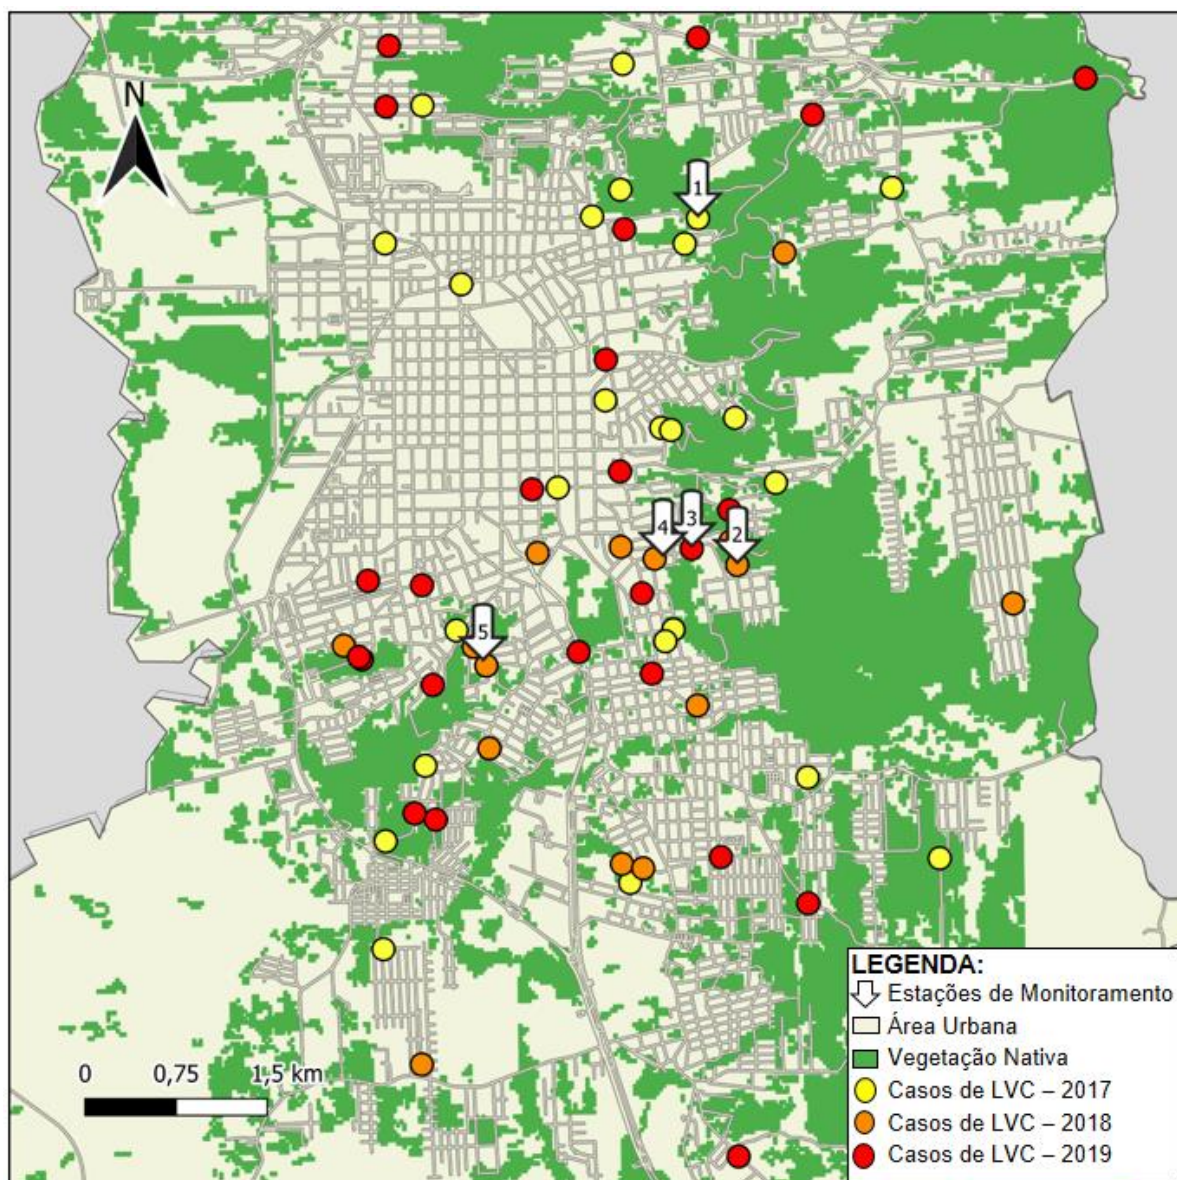 N
1
4
3
2
5
0
0,75
1,5 km
LEGENDA:
Estações de Monitoramento
Área Urbana
Vegetação Nativa
Casos de LVC – 2017
Casos de LVC – 2018
Casos de LVC – 2019